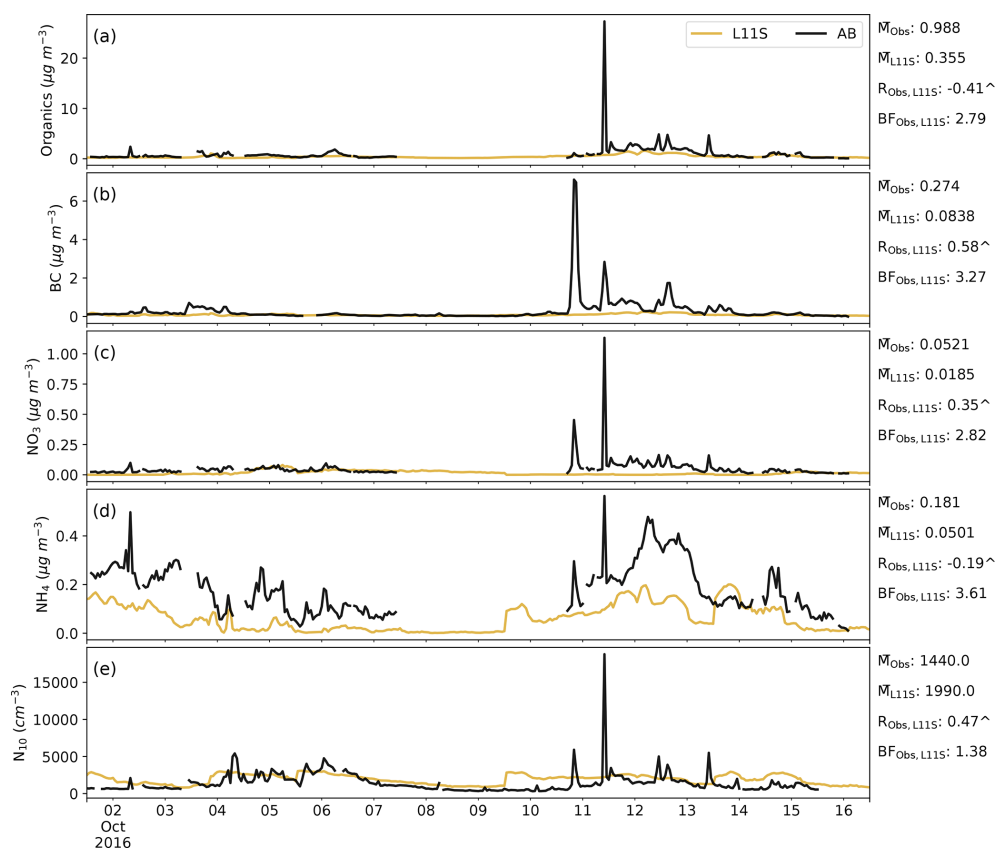 (a)
L11S AB
Organics (μg m⁻³)
20
10
0
M̃Obs: 0.988
M̃L11S: 0.355
RObs, L11S: -0.41^
BFObs, L11S: 2.79
(b)
BC (μg m⁻³)
6
4
2
0
M̃Obs: 0.274
M̃L11S: 0.0838
RObs, L11S: 0.58^
BFObs, L11S: 3.27
(c)
NO₃ (μg m⁻³)
1.00
0.75
0.50
0.25
0.00
M̃Obs: 0.0521
M̃L11S: 0.0185
RObs, L11S: 0.35^
BFObs, L11S: 2.82
(d)
NH₄ (μg m⁻³)
0.4
0.2
0.0
M̃Obs: 0.181
M̃L11S: 0.0501
RObs, L11S: -0.19^
BFObs, L11S: 3.61
(e)
N₁₀ (cm⁻³)
15000
10000
5000
0
M̃Obs: 1440.0
M̃L11S: 1990.0
RObs, L11S: 0.47^
BFObs, L11S: 1.38
02 03 04 05 06 07 08 09 10 11 12 13 14 15 16
Oct
2016